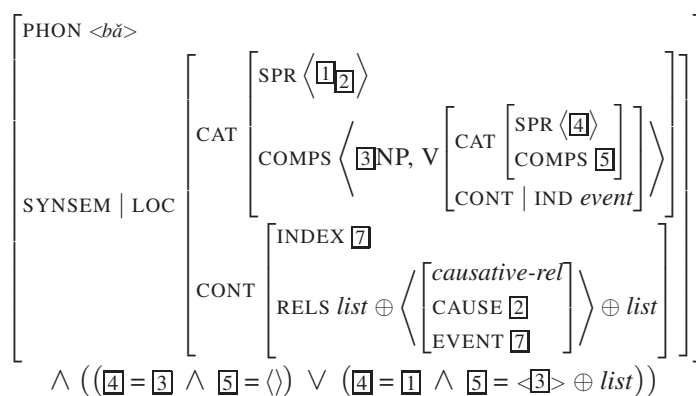 PHON <bǎ>
SPR ⟨[1][2]⟩
CAT
COMPS ⟨[3]NP, V
CAT
SPR ⟨[4]⟩
COMPS [5]
CONT | IND event⟩
SYNSEM | LOC
INDEX [7]
CONT
RELS list ⊕ ⟨
causative-rel
CAUSE [2]
EVENT [7]
⟩ ⊕ list
∧ (([4] = [3] ∧ [5] = ⟨⟩) ∨ ([4] = [1] ∧ [5] = <[3]> ⊕ list))